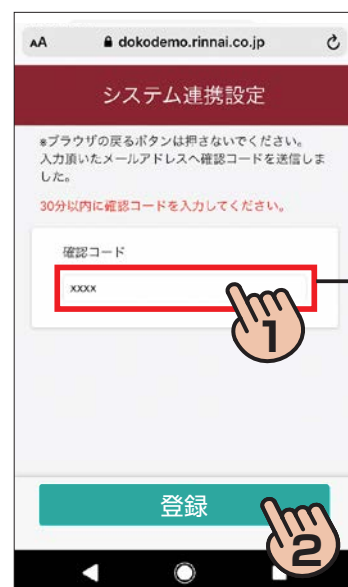 AA dokodemo.rinnai.co.jp
システム連携設定
※ブラウザの戻るボタンは押さないでください。
入力頂いたメールアドレスへ確認コードを送信しま
した。
30分以内に確認コードを入力してください。
確認コード
xxxx
1
登録
2